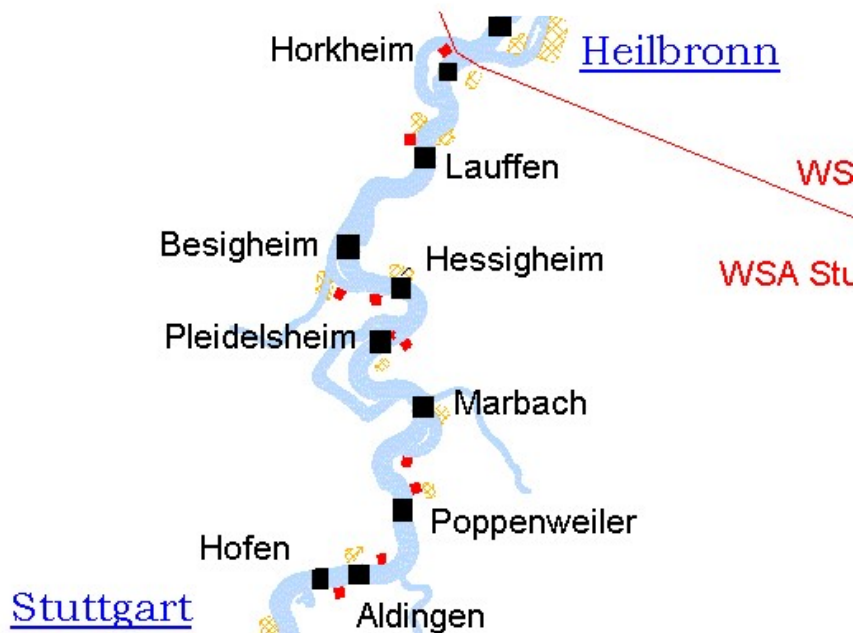 Horkheim
Heilbronn
Lauffen
WS
Besigheim
Hessigheim
WSA Stu
Pleidelsheim
Marbach
Poppenweiler
Hofen
Stuttgart
Aldingen